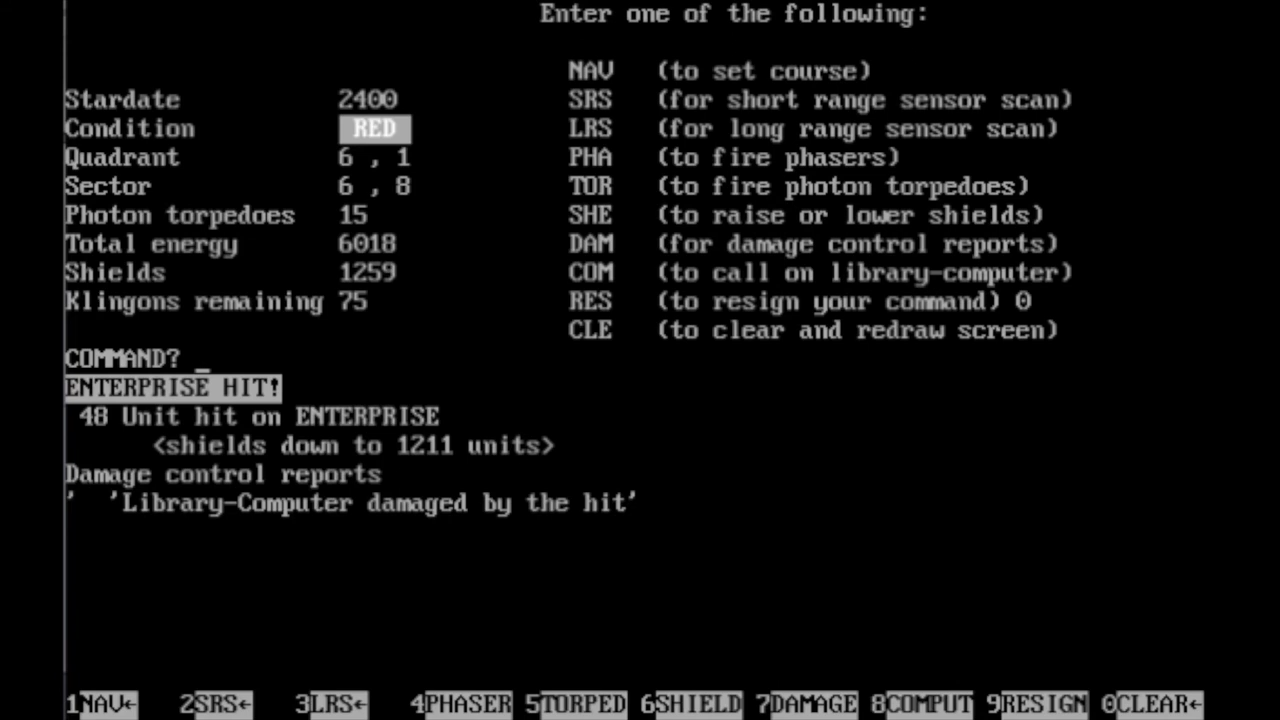 Enter one of the following:
NAV (to set course)
Stardate 2400 SRS (for short range sensor scan)
Condition RED LRS (for long range sensor scan)
Quadrant 6 , 1 PHA (to fire phasers)
Sector 6 , 8 TOR (to fire photon torpedoes)
Photon torpedoes 15 SHE (to raise or lower shields)
Total energy 6018 DAM (for damage control reports)
Shields 1259 COM (to call on library-computer)
Klingons remaining 75 RES (to resign your command) 0
CLE (to clear and redraw screen)
COMMAND? _
ENTERPRISE HIT!
48 Unit hit on ENTERPRISE
<shields down to 1211 units>
Damage control reports
' 'Library-Computer damaged by the hit'
1NAV← 2SRS← 3LRS← 4PHASER 5TORPED 6SHIELD 7DAMAGE 8COMPUT 9RESIGN 0CLEAR←